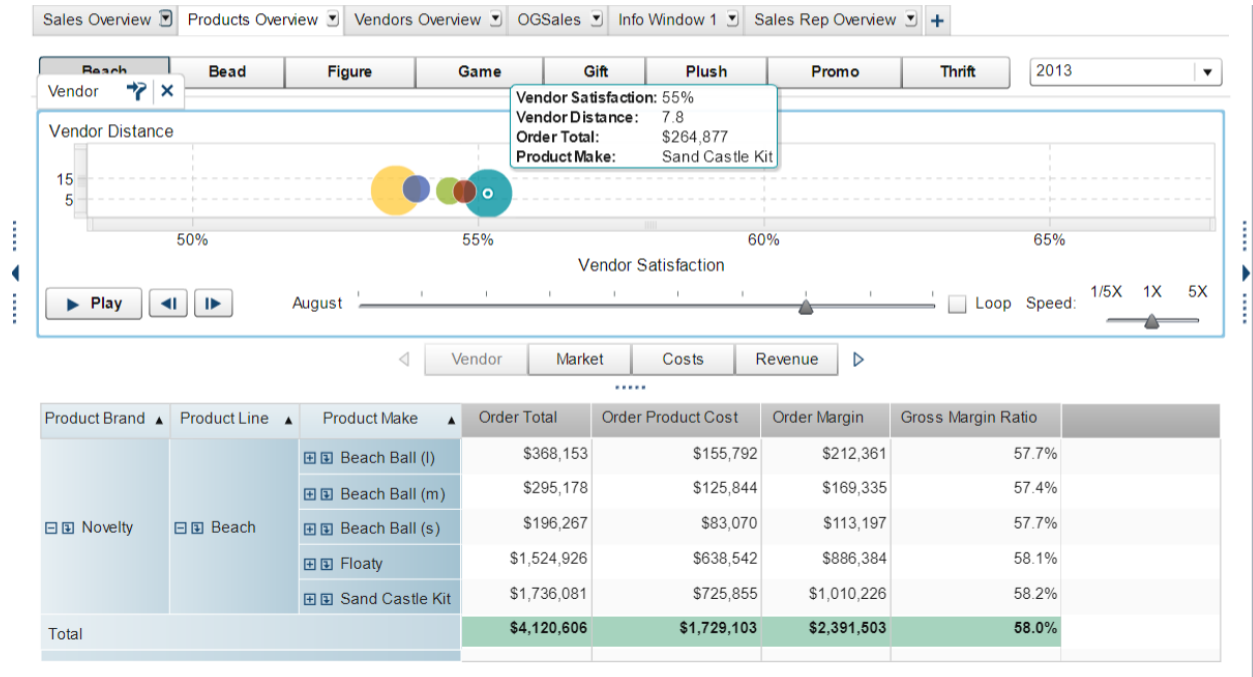 Sales Overview Products Overview Vendors Overview OGSales Info Window 1 Sales Rep Overview +
Beach Bead Figure Game Gift Plush Promo Thrift 2013
Vendor
Vendor Satisfaction: 55%
Vendor Distance: 7.8
Order Total: $264,877
Product Make: Sand Castle Kit
Vendor Distance
15
5
50% 55% 60% 65%
Vendor Satisfaction
Play August Loop Speed: 1/5X 1X 5X
Vendor Market Costs Revenue
Product Brand Product Line Product Make Order Total Order Product Cost Order Margin Gross Margin Ratio
Beach Ball (l) $368,153 $155,792 $212,361 57.7%
Beach Ball (m) $295,178 $125,844 $169,335 57.4%
Novelty Beach Beach Ball (s) $196,267 $83,070 $113,197 57.7%
Floaty $1,524,926 $638,542 $886,384 58.1%
Sand Castle Kit $1,736,081 $725,855 $1,010,226 58.2%
Total $4,120,606 $1,729,103 $2,391,503 58.0%